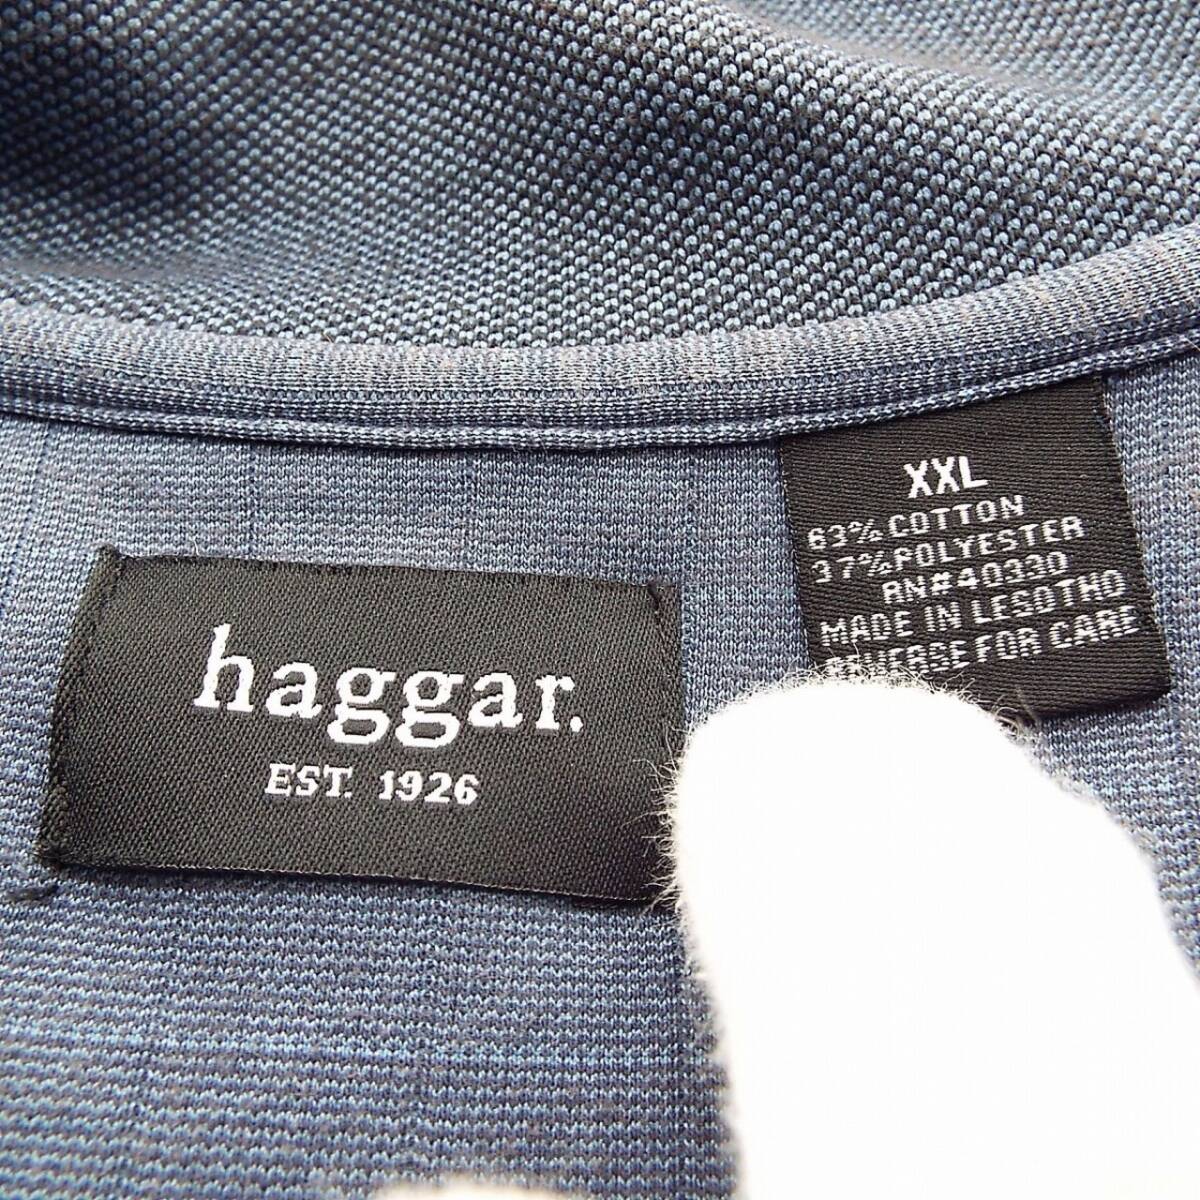 haggar.
EST. 1926
XXL
63% COTTON
37% POLYESTER
RN#40330
MADE IN LESOTHO
REVERSE FOR CARE